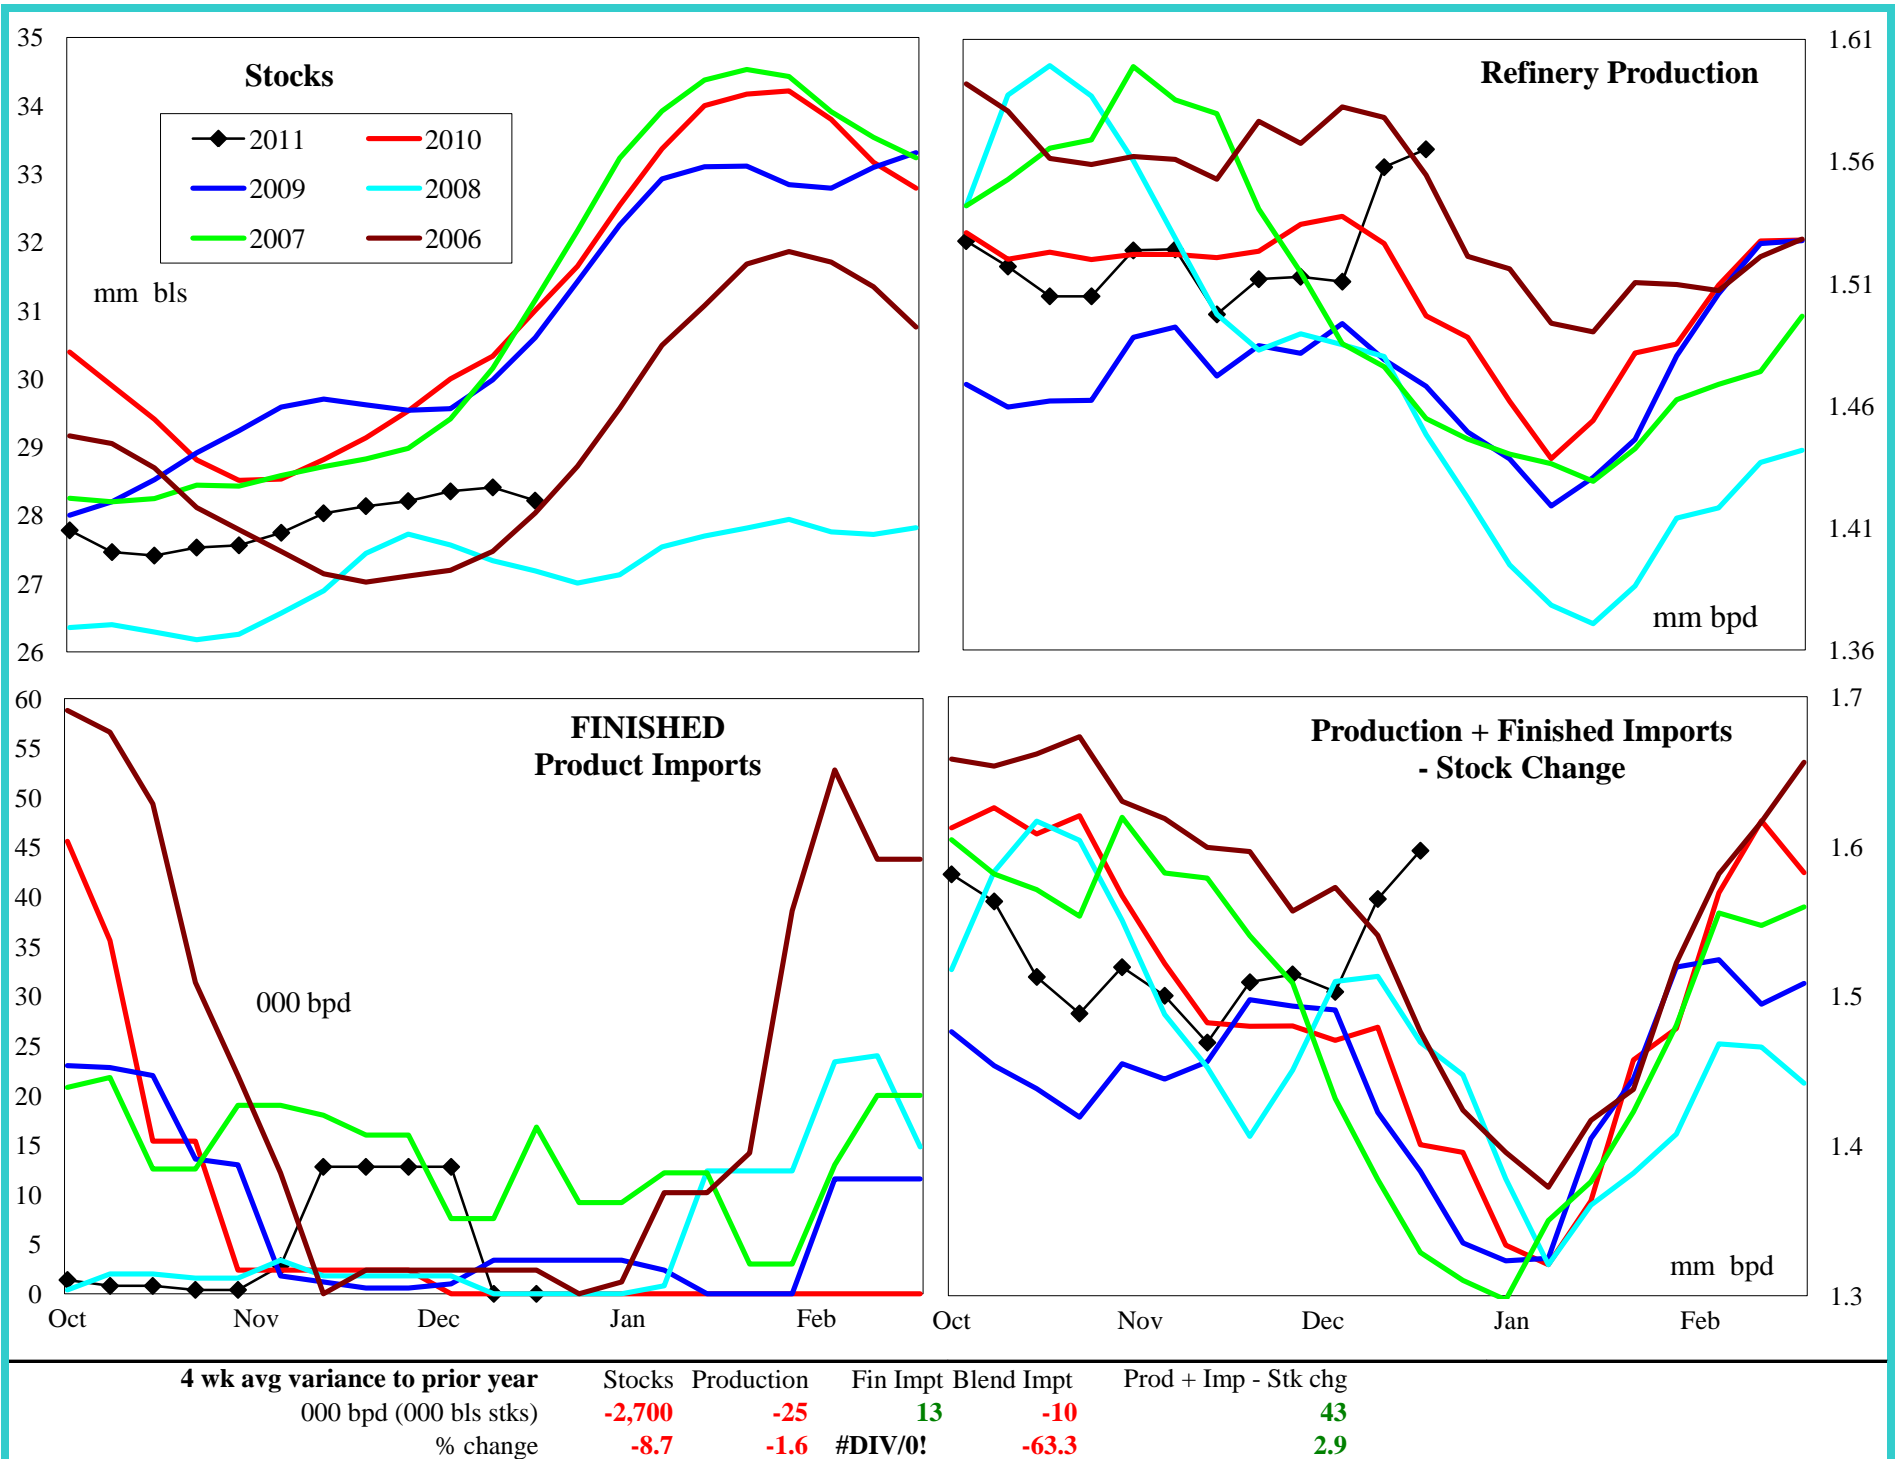 Stocks
2011 2010
2009 2008
2007 2006
mm bls
35
34
33
32
31
30
29
28
27
26
Refinery Production
mm bpd
1.61
1.56
1.51
1.46
1.41
1.36
FINISHED
Product Imports
000 bpd
60
55
50
45
40
35
30
25
20
15
10
5
0
Oct Nov Dec Jan Feb
Production + Finished Imports
- Stock Change
mm bpd
1.7
1.6
1.5
1.4
1.3
Oct Nov Dec Jan Feb
4 wk avg variance to prior year Stocks Production Fin Impt Blend Impt Prod + Imp - Stk chg
000 bpd (000 bls stks) -2,700 -25 13 -10 43
% change -8.7 -1.6 #DIV/0! -63.3 2.9